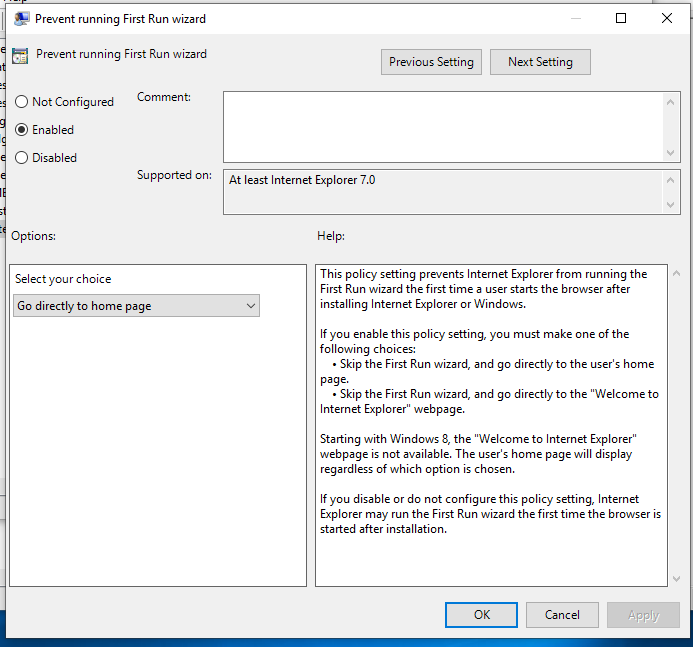 Prevent running First Run wizard
Prevent running First Run wizard
Previous Setting
Next Setting
Not Configured
Enabled
Disabled
Comment:
Supported on:
At least Internet Explorer 7.0
Options:
Help:
Select your choice
Go directly to home page
This policy setting prevents Internet Explorer from running the
First Run wizard the first time a user starts the browser after
installing Internet Explorer or Windows.
If you enable this policy setting, you must make one of the
following choices:
• Skip the First Run wizard, and go directly to the user's home
page.
• Skip the First Run wizard, and go directly to the "Welcome to
Internet Explorer" webpage.
Starting with Windows 8, the "Welcome to Internet Explorer"
webpage is not available. The user's home page will display
regardless of which option is chosen.
If you disable or do not configure this policy setting, Internet
Explorer may run the First Run wizard the first time the browser is
started after installation.
OK
Cancel
Apply